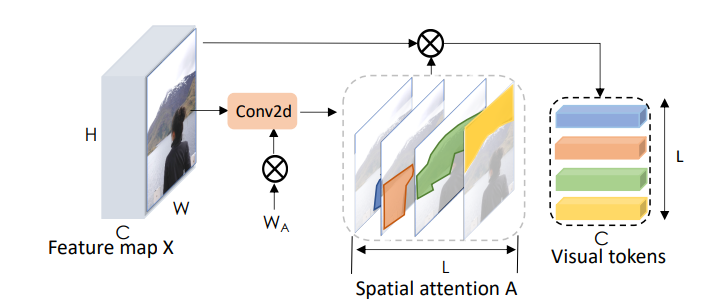 H
W
C
Feature map X
Conv2d
W_A
L
Spatial attention A
L
C
Visual tokens